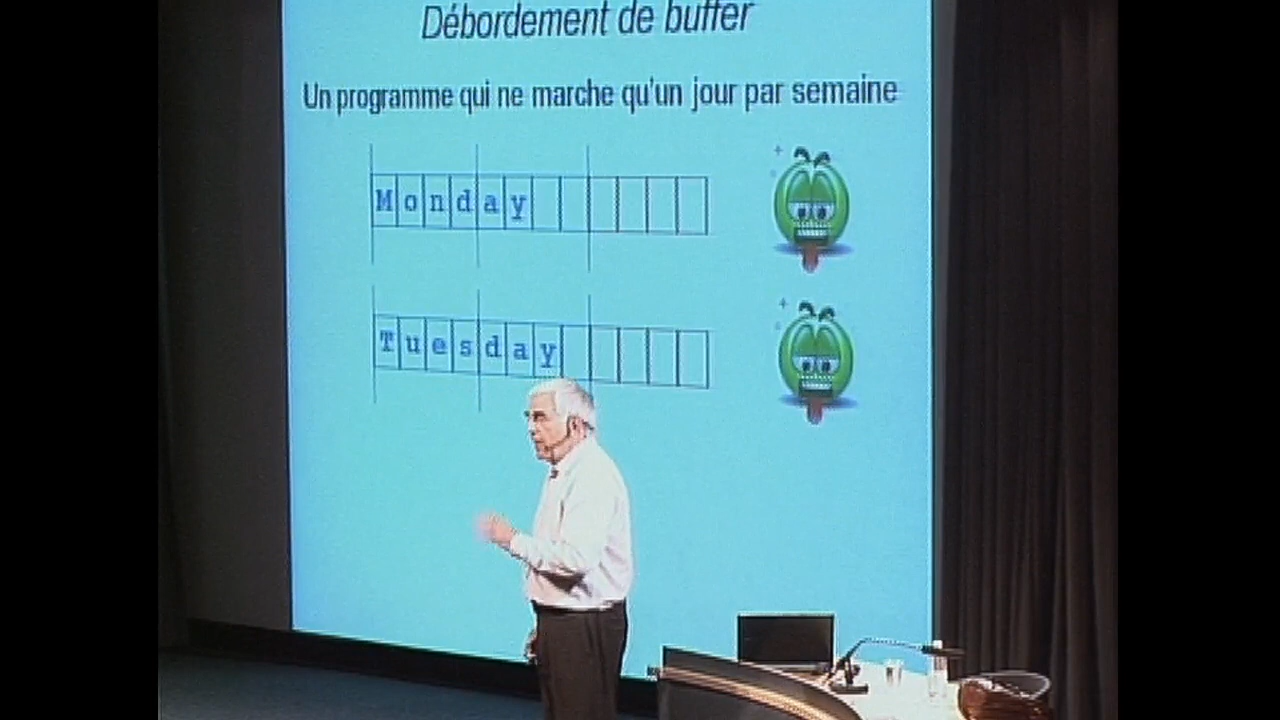 Débordement de buffer
Un programme qui ne marche qu'un jour par semaine
Monday
Tuesday